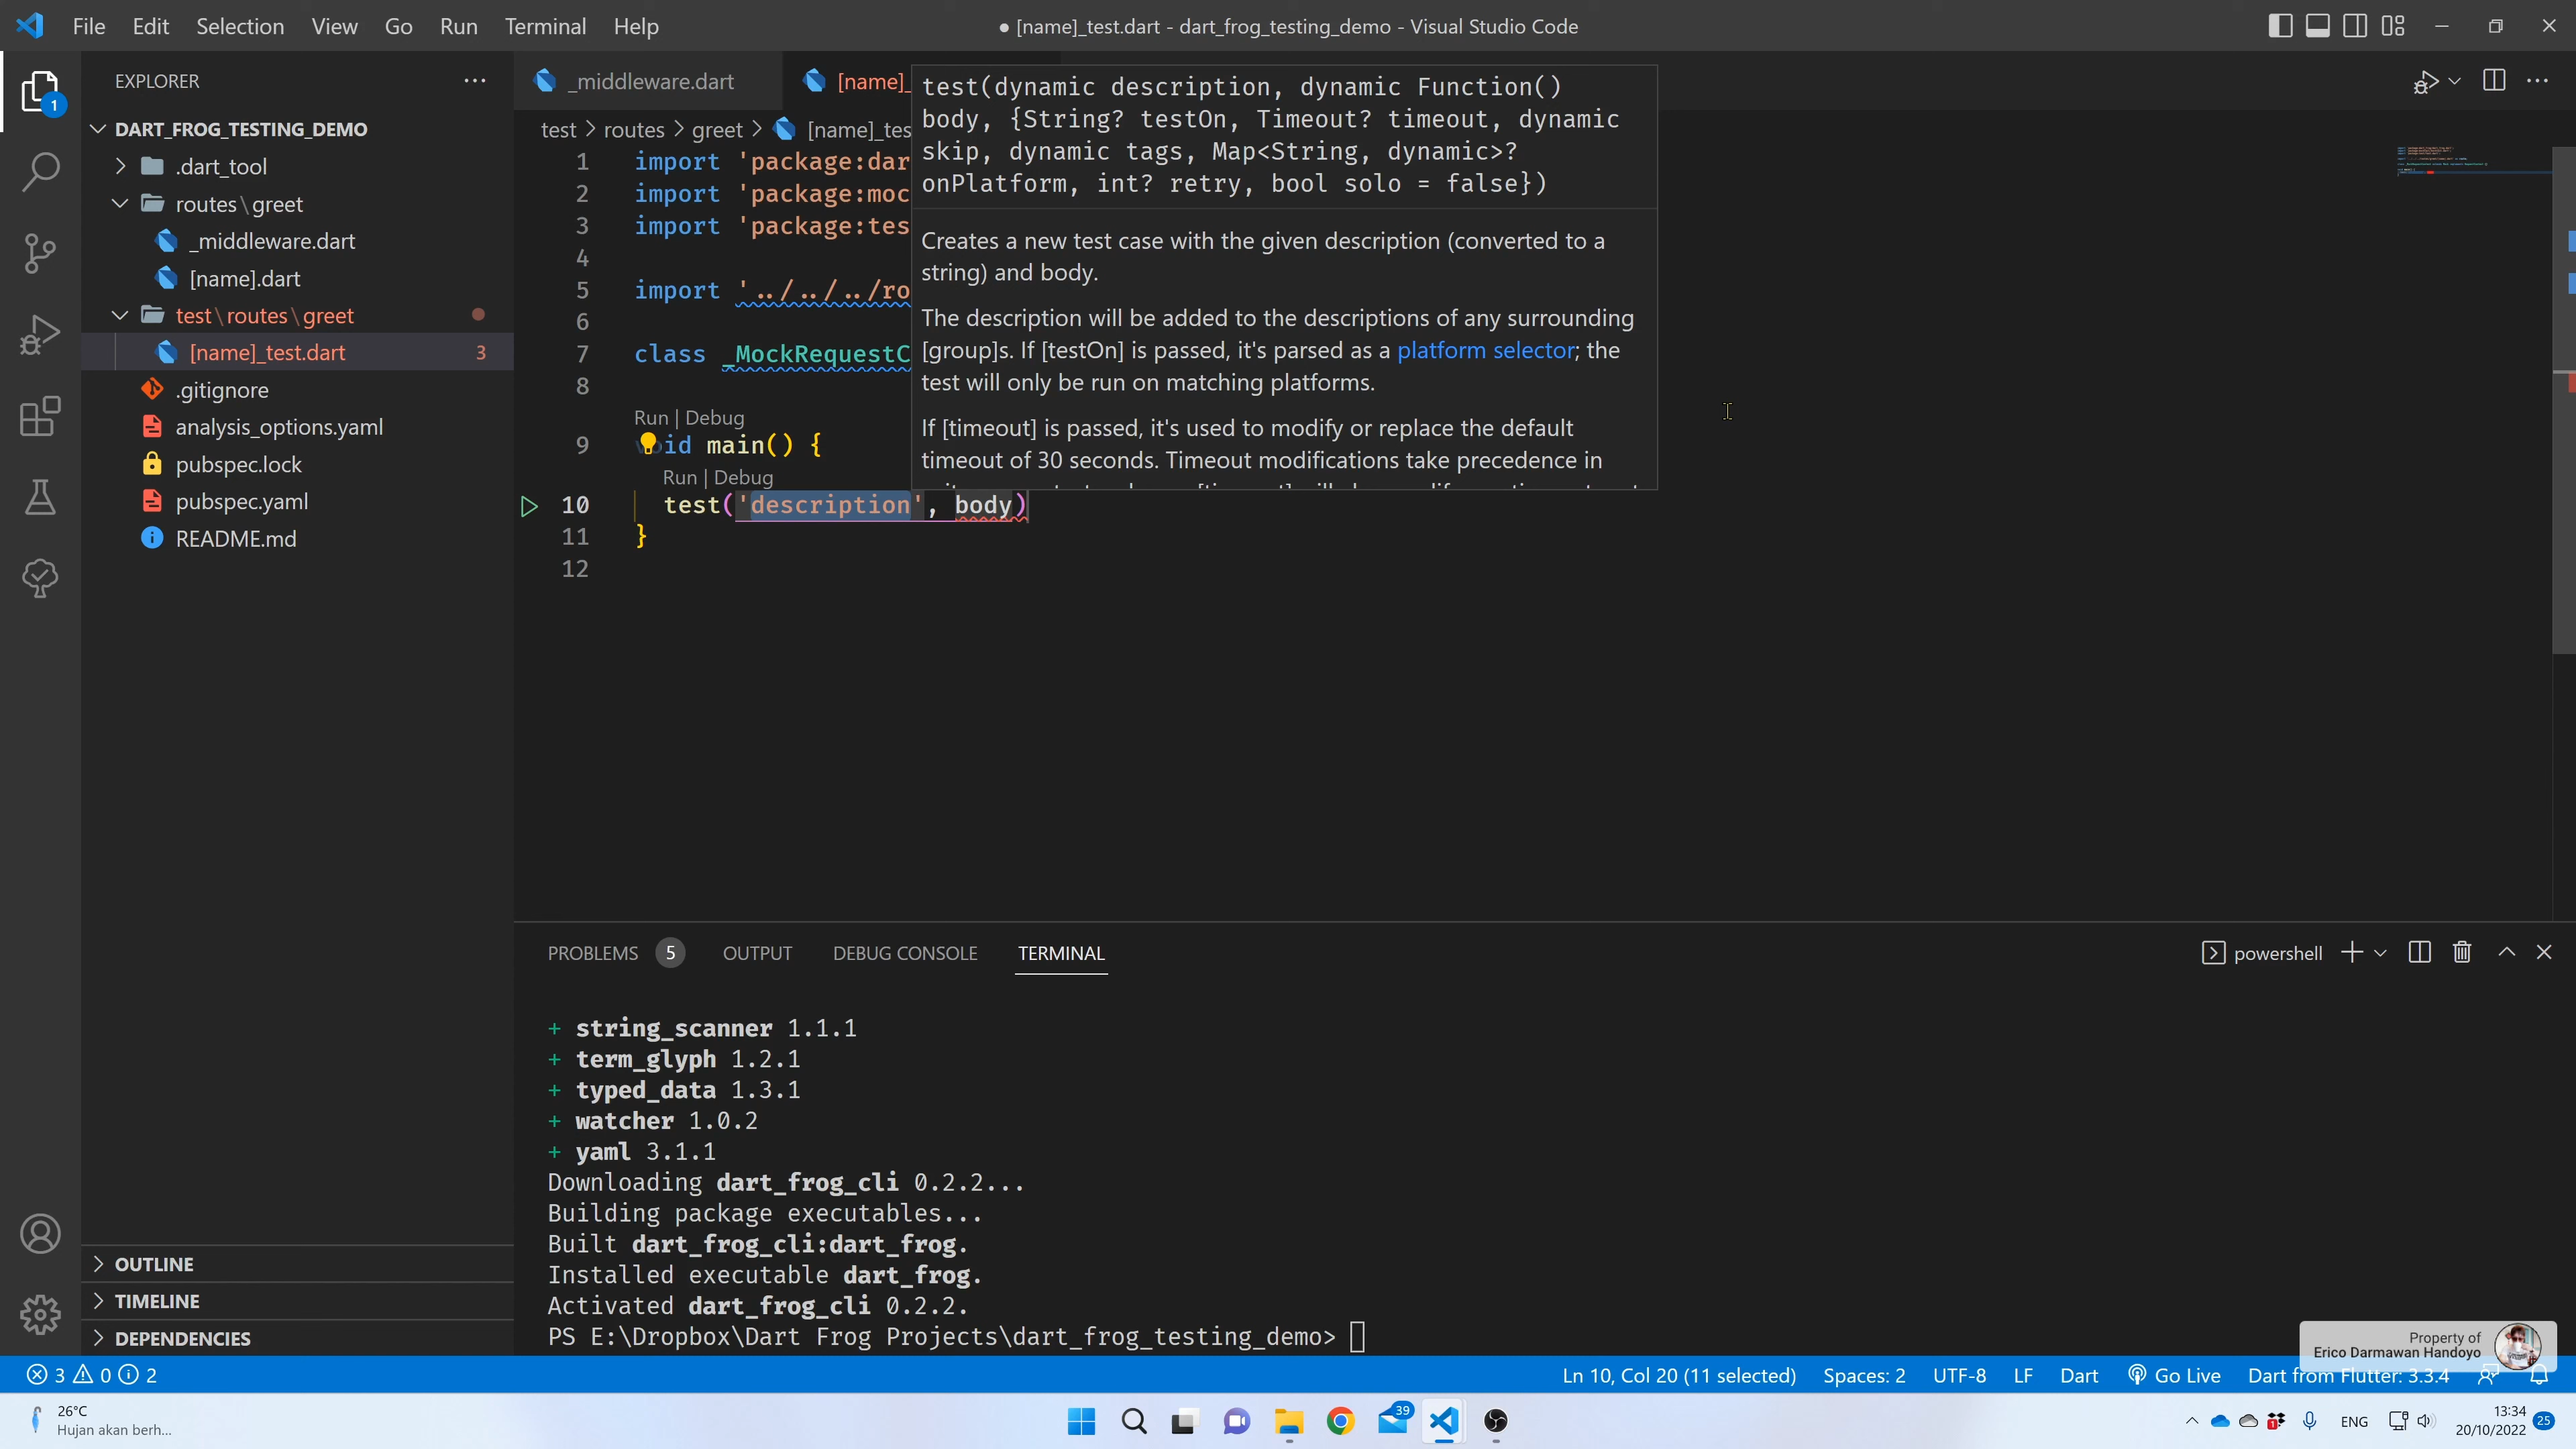 File Edit Selection View Go Run Terminal Help
● [name]_test.dart - dart_frog_testing_demo - Visual Studio Code
EXPLORER
1
DART_FROG_TESTING_DEMO
.dart_tool
routes\greet
_middleware.dart
[name].dart
test\routes\greet
[name]_test.dart 3
.gitignore
analysis_options.yaml
pubspec.lock
pubspec.yaml
README.md
OUTLINE
TIMELINE
DEPENDENCIES
_middleware.dart [name]_
test > routes > greet > [name]_tes
test(dynamic description, dynamic Function()
body, {String? testOn, Timeout? timeout, dynamic
skip, dynamic tags, Map<String, dynamic>?
onPlatform, int? retry, bool solo = false})
Creates a new test case with the given description (converted to a
string) and body.
The description will be added to the descriptions of any surrounding
[group]s. If [testOn] is passed, it's parsed as a platform selector; the
test will only be run on matching platforms.
If [timeout] is passed, it's used to modify or replace the default
timeout of 30 seconds. Timeout modifications take precedence in
1 import 'package:dar
2 import 'package:moc
3 import 'package:tes
4
5 import '../../../ro
6
7 class _MockRequestC
8
Run | Debug
9 void main() {
Run | Debug
10 test('description', body)
11 }
12
PROBLEMS 5 OUTPUT DEBUG CONSOLE TERMINAL
powershell
+ string_scanner 1.1.1
+ term_glyph 1.2.1
+ typed_data 1.3.1
+ watcher 1.0.2
+ yaml 3.1.1
Downloading dart_frog_cli 0.2.2...
Building package executables...
Built dart_frog_cli:dart_frog.
Installed executable dart_frog.
Activated dart_frog_cli 0.2.2.
PS E:\Dropbox\Dart Frog Projects\dart_frog_testing_demo>
Property of
Erico Darmawan Handoyo
3 0 2
Ln 10, Col 20 (11 selected) Spaces: 2 UTF-8 LF Dart Go Live Dart from Flutter: 3.3.4
26°C
Hujan akan berh...
39
1
ENG
13:34
20/10/2022
25